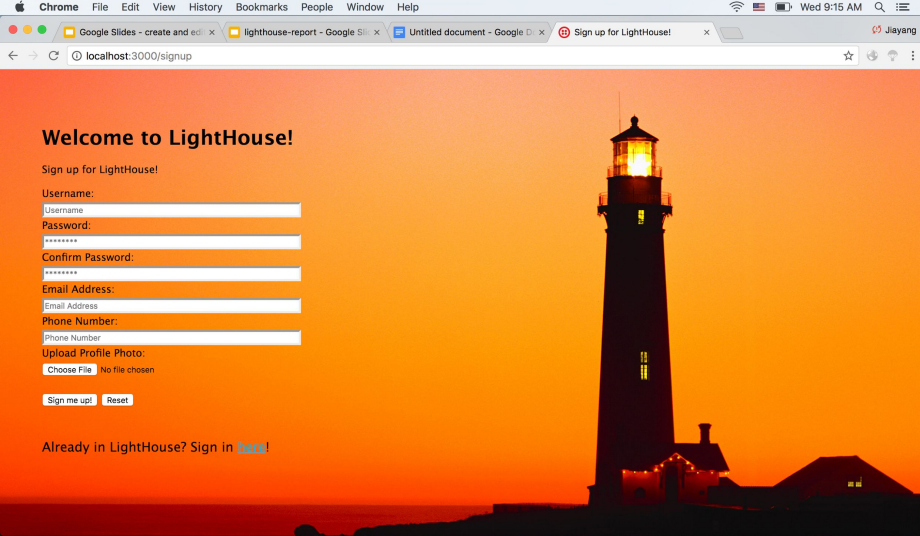 Chrome File Edit View History Bookmarks People Window Help Wed 9:15 AM
Google Slides - create and edi lighthouse-report - Google Sli Untitled document - Google D Sign up for LightHouse! Jiayang
localhost:3000/signup
Welcome to LightHouse!
Sign up for LightHouse!
Username:
Username
Password:
********
Confirm Password:
********
Email Address:
Email Address
Phone Number:
Phone Number
Upload Profile Photo:
Choose File No file chosen
Sign me up! Reset
Already in LightHouse? Sign in here!